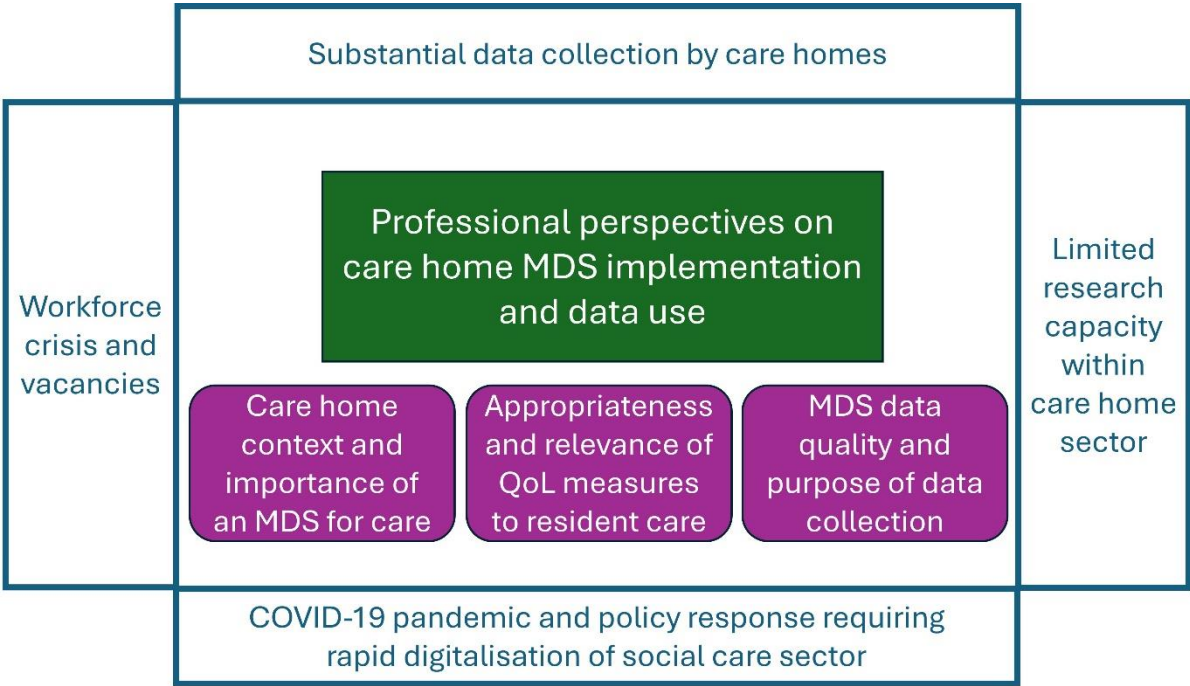 Substantial data collection by care homes
Professional perspectives on
care home MDS implementation
and data use
Workforce
crisis and
vacancies
Limited
research
capacity
within
care home
sector
Care home
context and
importance of
an MDS for care
Appropriateness
and relevance of
QoL measures
to resident care
MDS data
quality and
purpose of data
collection
COVID-19 pandemic and policy response requiring
rapid digitalisation of social care sector